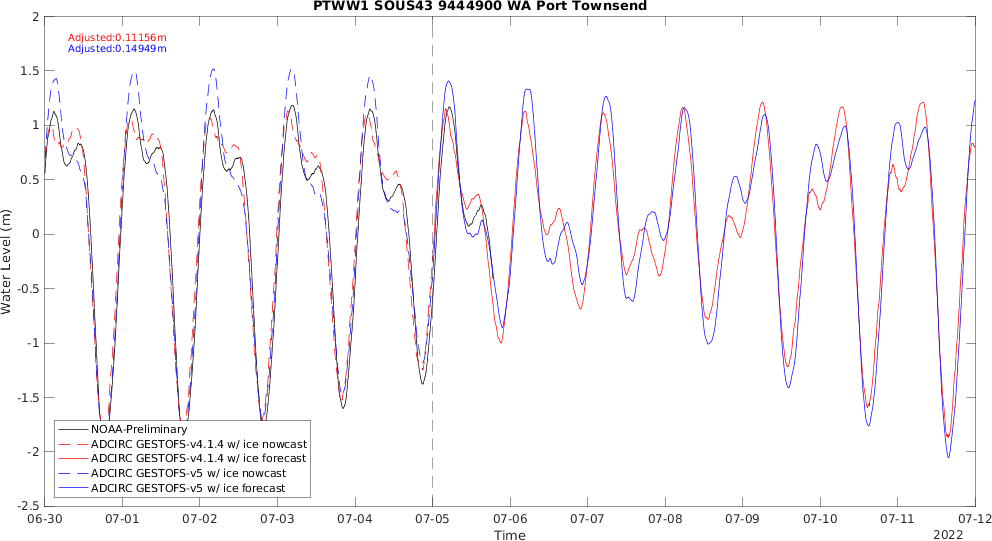 PTWW1 SOUS43 9444900 WA Port Townsend
Adjusted:0.11156m
Adjusted:0.14949m
Water Level (m)
2
1.5
1
0.5
0
-0.5
-1
-1.5
-2
-2.5
NOAA-Preliminary
ADCIRC GESTOFS-v4.1.4 w/ ice nowcast
ADCIRC GESTOFS-v4.1.4 w/ ice forecast
ADCIRC GESTOFS-v5 w/ ice nowcast
ADCIRC GESTOFS-v5 w/ ice forecast
06-30 07-01 07-02 07-03 07-04 07-05 07-06 07-07 07-08 07-09 07-10 07-11 07-12
Time
2022